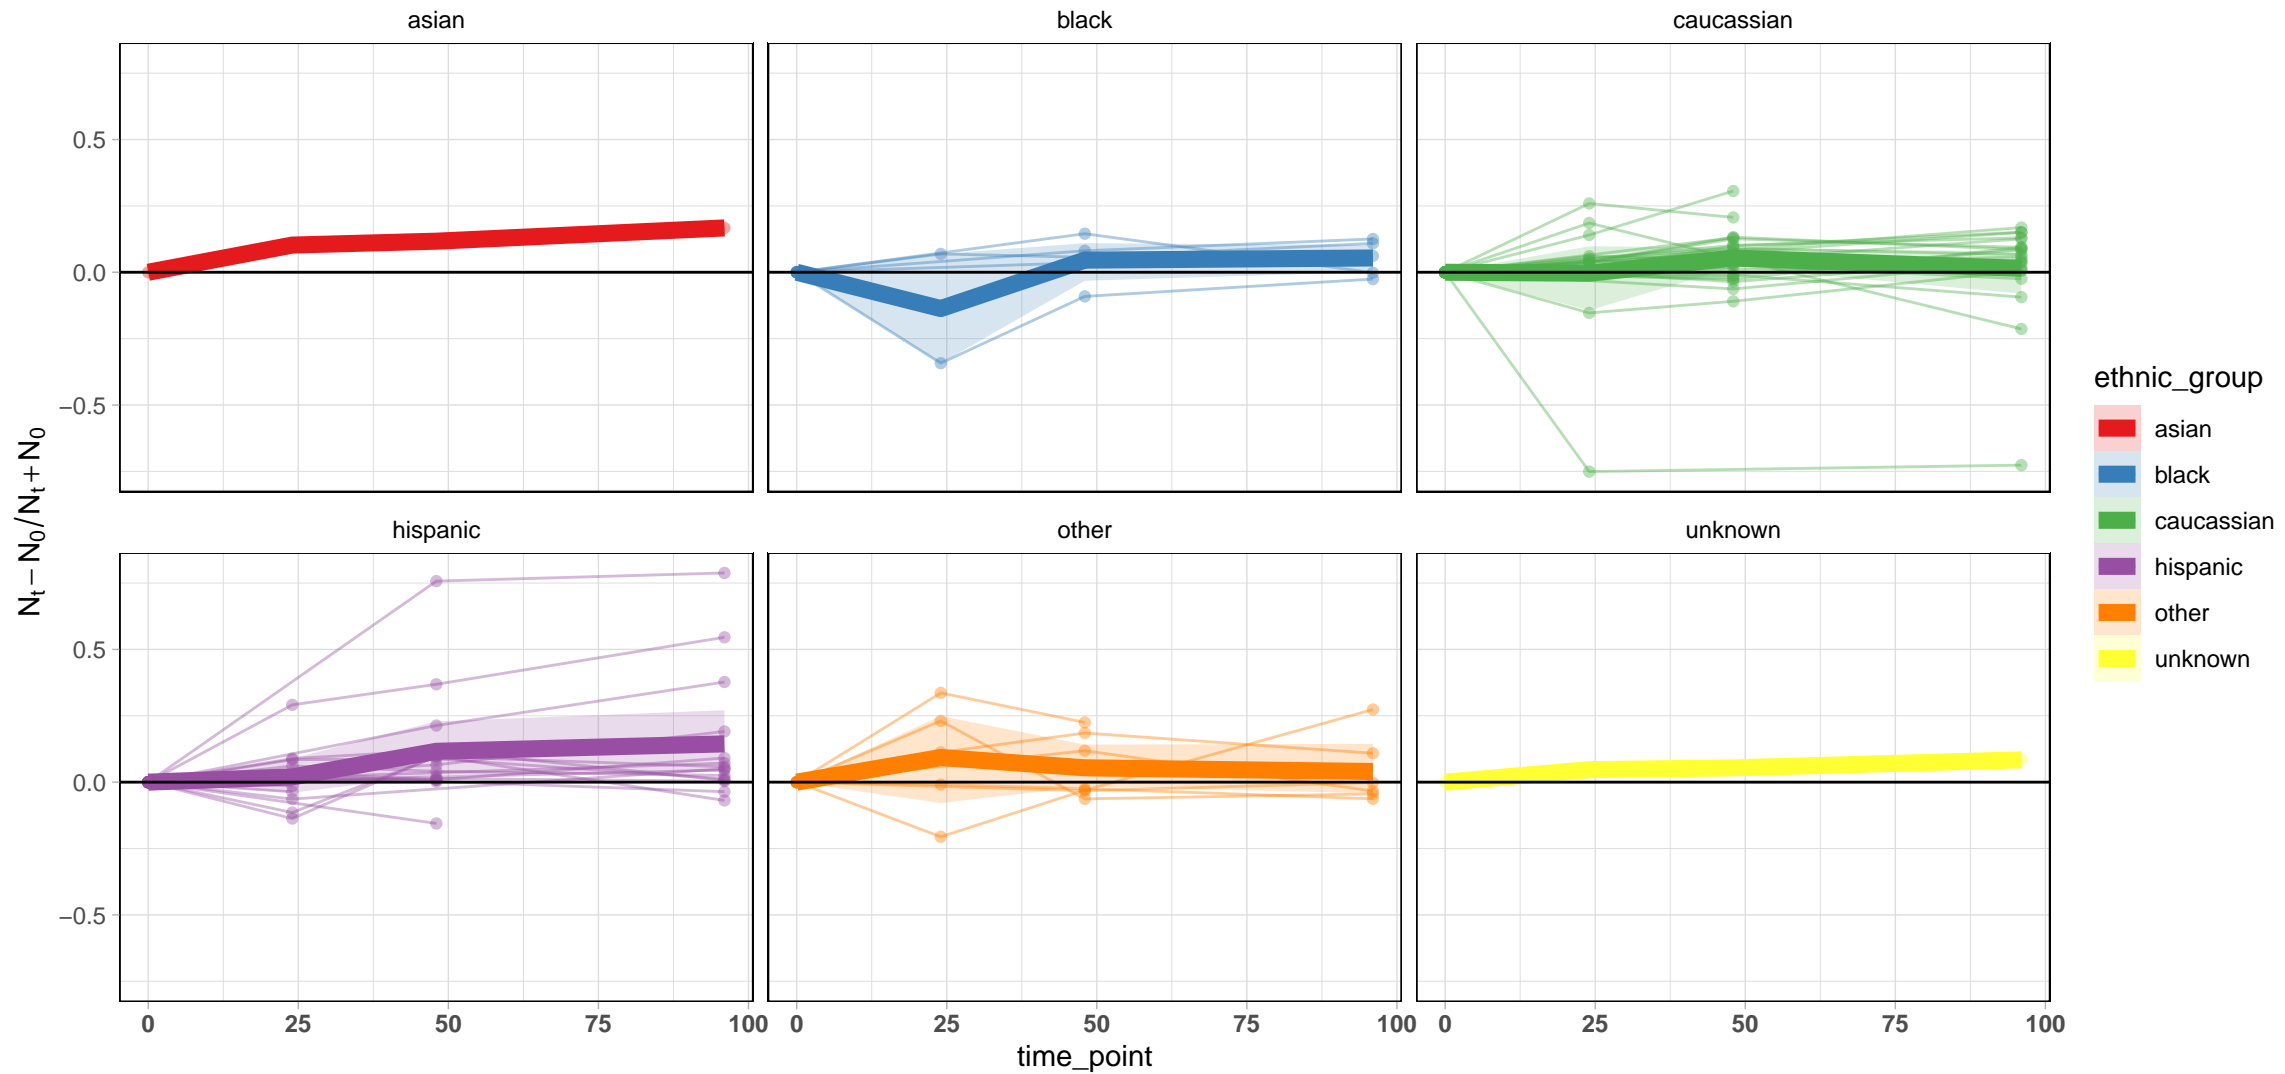 asian
black
caucassian
0.5
0.0
−0.5
hispanic
other
unknown
0.5
0.0
−0.5
0 25 50 75 100
0 25 50 75 100
0 25 50 75 100
time_point
Nt − N0/Nt + N0
ethnic_group
asian
black
caucassian
hispanic
other
unknown